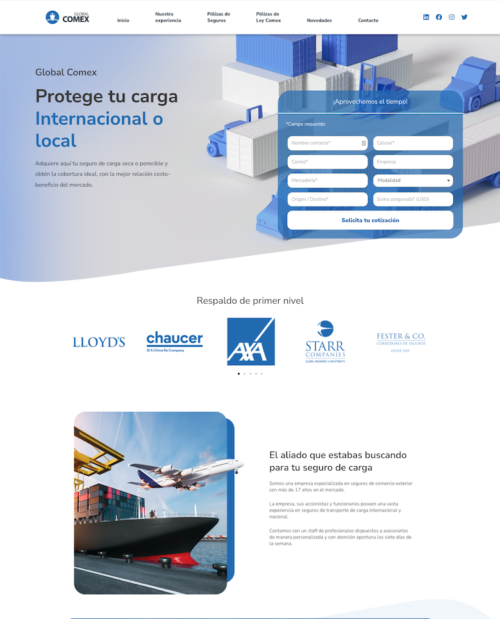 GLOBAL
COMEX
Inicio
Nuestra
experiencia
Pólizas de
Seguros
Pólizas de
Ley Comex
Novedades
Contacto
Global Comex
Protege tu carga
Internacional o
local
Adquiere aquí tu seguro de carga seca o perecible y
obtén la cobertura ideal, con la mejor relación costo-
beneficio del mercado.
¡Aprovechemos el tiempo!
*Campo requerido
Nombre contacto*
Celular*
Correo*
Empresa
Mercadería*
Modalidad
Origen / Destino*
Suma asegurada* (USD)
Solicita tu cotización
Respaldo de primer nivel
LLOYD'S
chaucer
A China Re Company
AXA
STARR
COMPANIES
FESTER & CO.
CORREDORES DE SEGUROS
El aliado que estabas buscando
para tu seguro de carga
Somos una empresa especializada en seguros de comercio exterior
con más de 17 años en el mercado.
La empresa, sus accionistas y funcionarios poseen una vasta
experiencia en seguros de transporte de carga internacional y
nacional.
Contamos con un staff de profesionales dispuestos a asesorarles
de manera personalizada y con atención oportuna los siete días de
la semana.